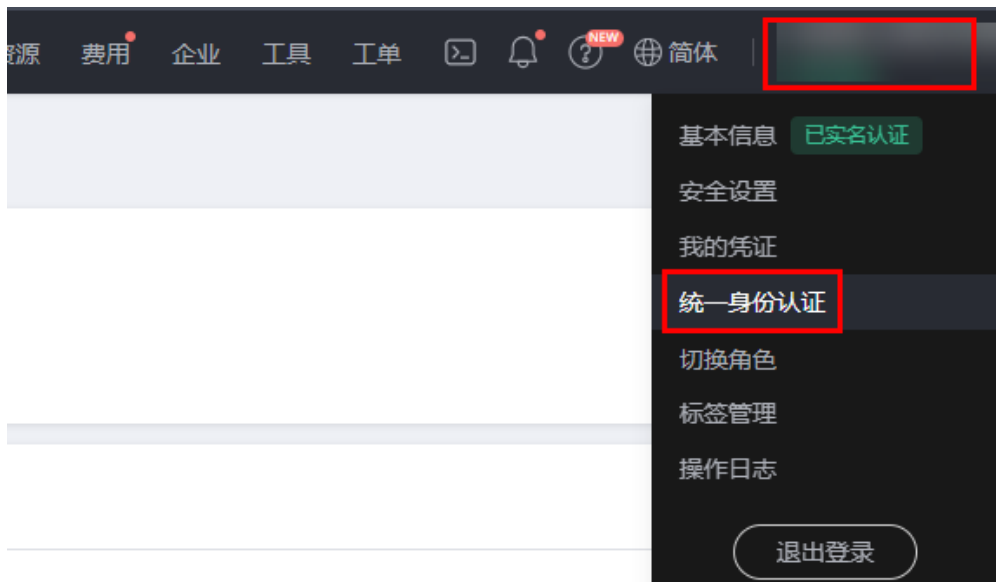 资源 费用 企业 工具 工单 NEW 简体
基本信息 已实名认证
安全设置
我的凭证
统一身份认证
切换角色
标签管理
操作日志
退出登录